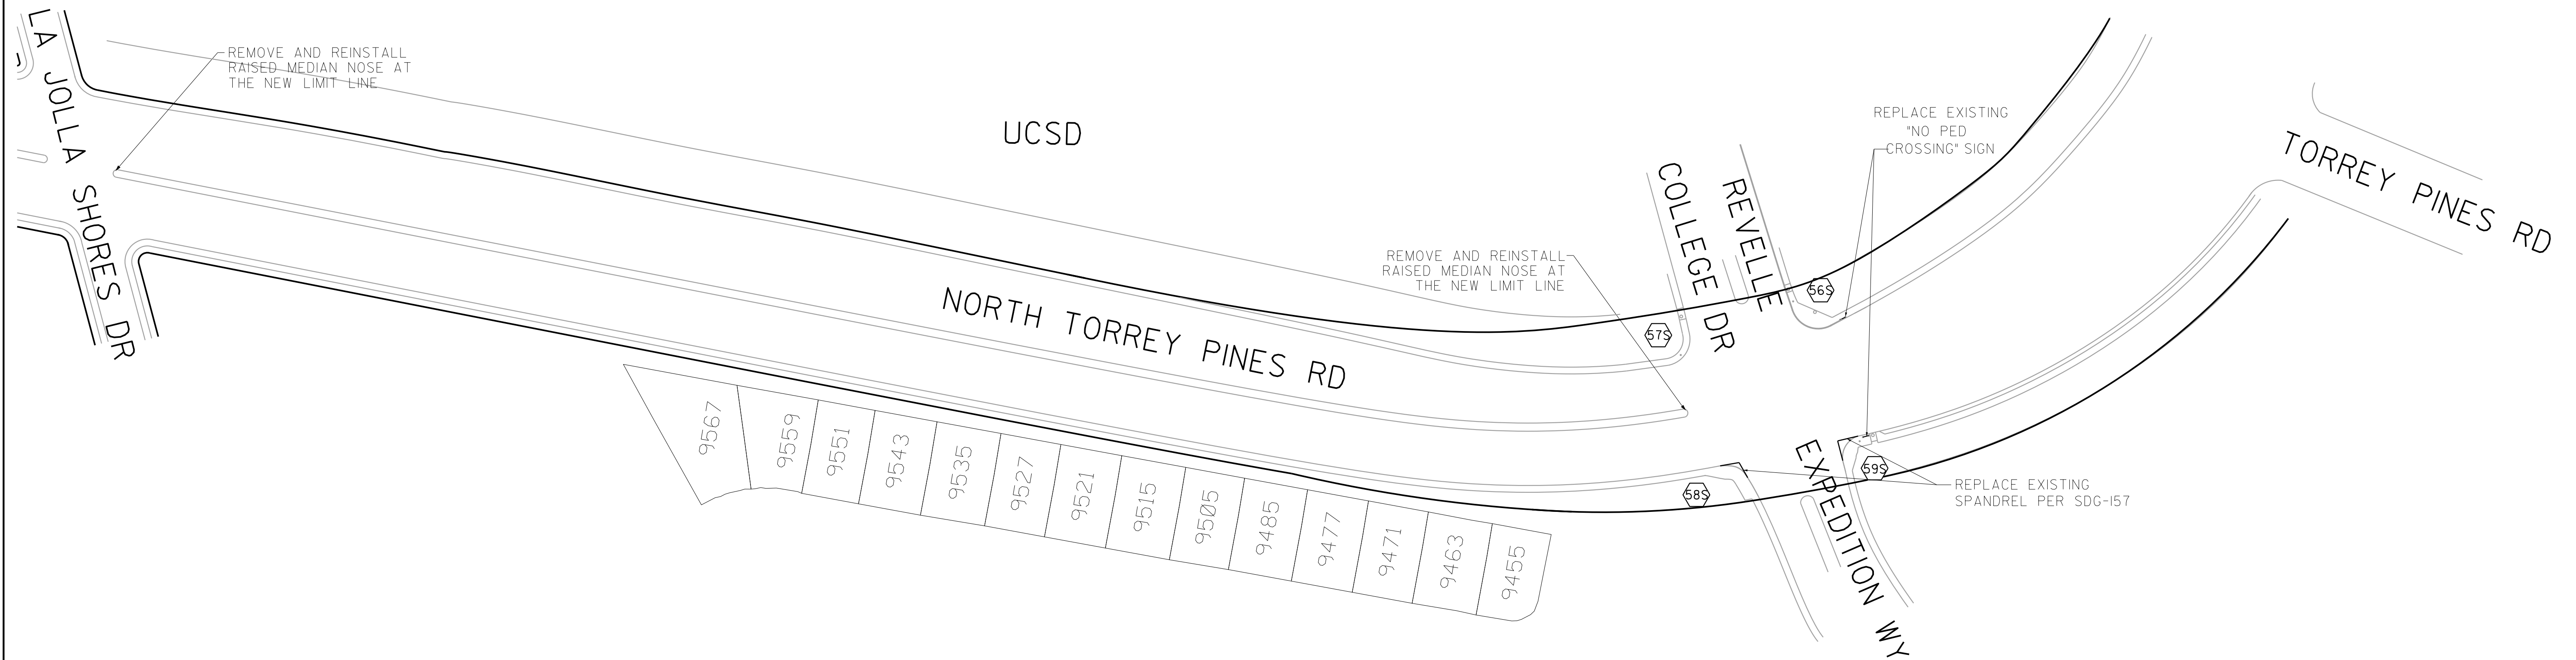 LA JOLLA SHORES DR
REMOVE AND REINSTALL
RAISED MEDIAN NOSE AT
THE NEW LIMIT LINE
UCSD
REPLACE EXISTING
"NO PED
CROSSING" SIGN
TORREY PINES RD
COLLEGE DR
REVELLE
REMOVE AND REINSTALL
RAISED MEDIAN NOSE AT
THE NEW LIMIT LINE
56S
57S
NORTH TORREY PINES RD
9567
9559
9551
9543
9535
9527
9521
9515
9505
9485
9477
9471
9463
9455
58S
59S
EXPEDITION WY
REPLACE EXISTING
SPANDREL PER SDG-157